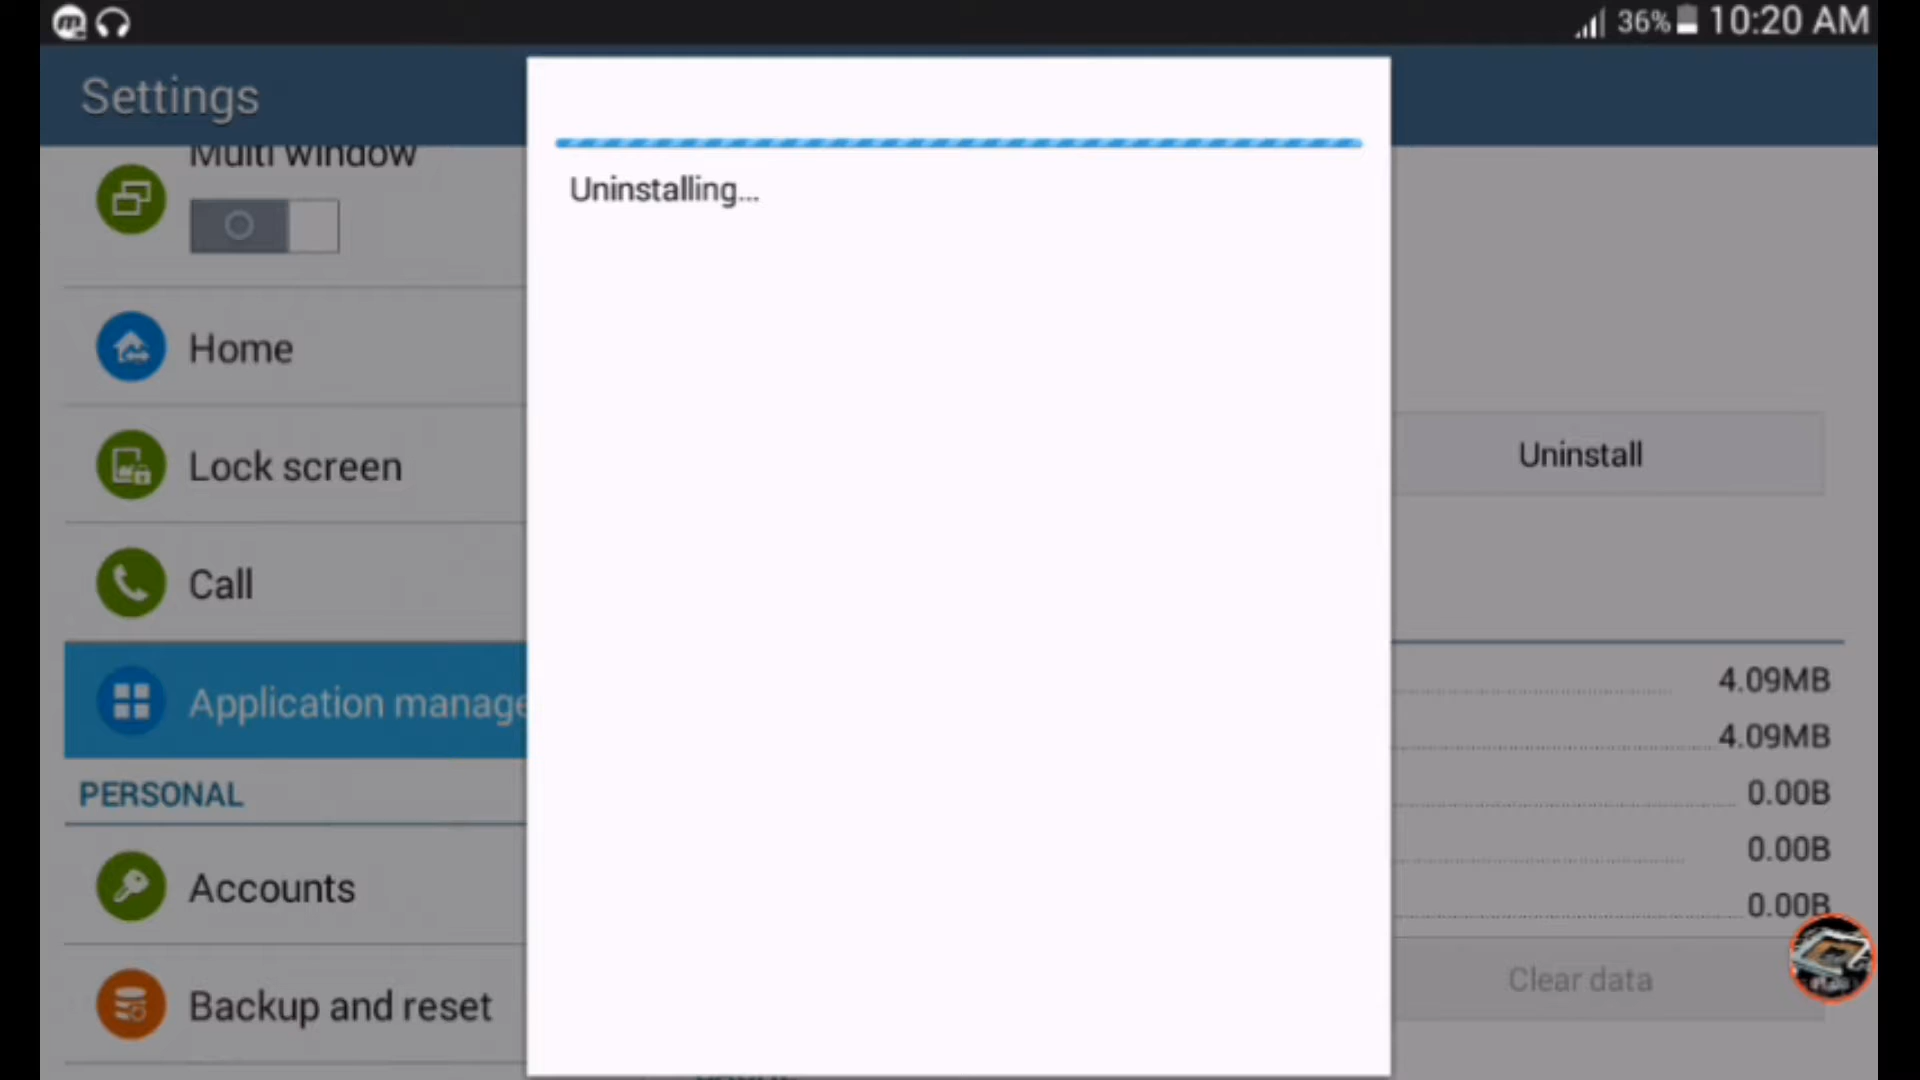 36% 10:20 AM
Settings
Multi window
Uninstalling...
Home
Lock screen
Uninstall
Call
4.09MB
Application manage
4.09MB
PERSONAL
0.00B
0.00B
Accounts
0.00B
Clear data
Backup and reset